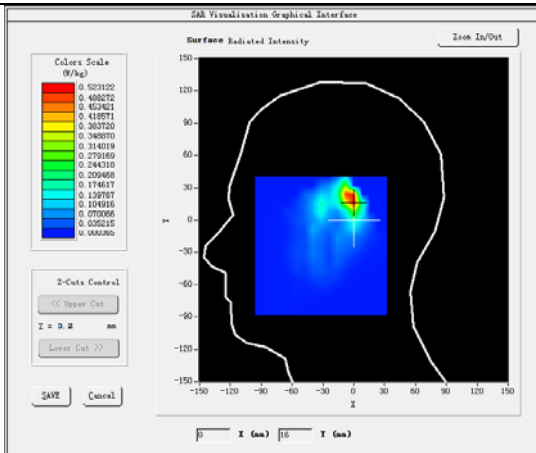 SAR Visualisation Graphical Interface
Surface Radiated Intensity
Zoom In/Out
Colors Scale
(W/kg)
0.523122
0.488272
0.453421
0.418571
0.383720
0.348870
0.314019
0.279169
0.244318
0.209468
0.174617
0.139767
0.104916
0.070066
0.035215
0.000365
Z-Cuts Control
<< Upper Cut
Z = 0.2 mm
Lower Cut >>
SAVE Cancel
150
120
90
60
30
0
-30
-60
-90
-120
-150
Y
-150 -120 -90 -60 -30 0 30 60 90 120 150
X
0 X (mm) 16 Y (mm)